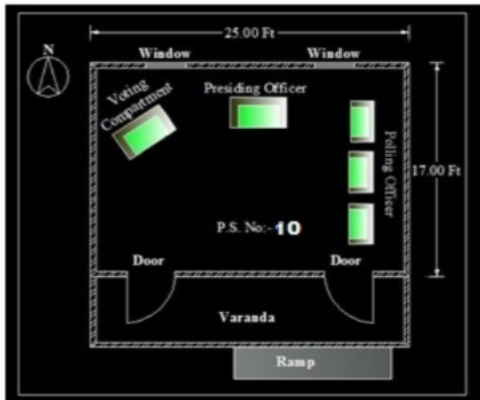 25.00 Ft
N
Window
Window
Voting
Compartment
Presiding Officer
Polling Officer
17.00 Ft
P.S. No:- 10
Door
Door
Varanda
Ramp